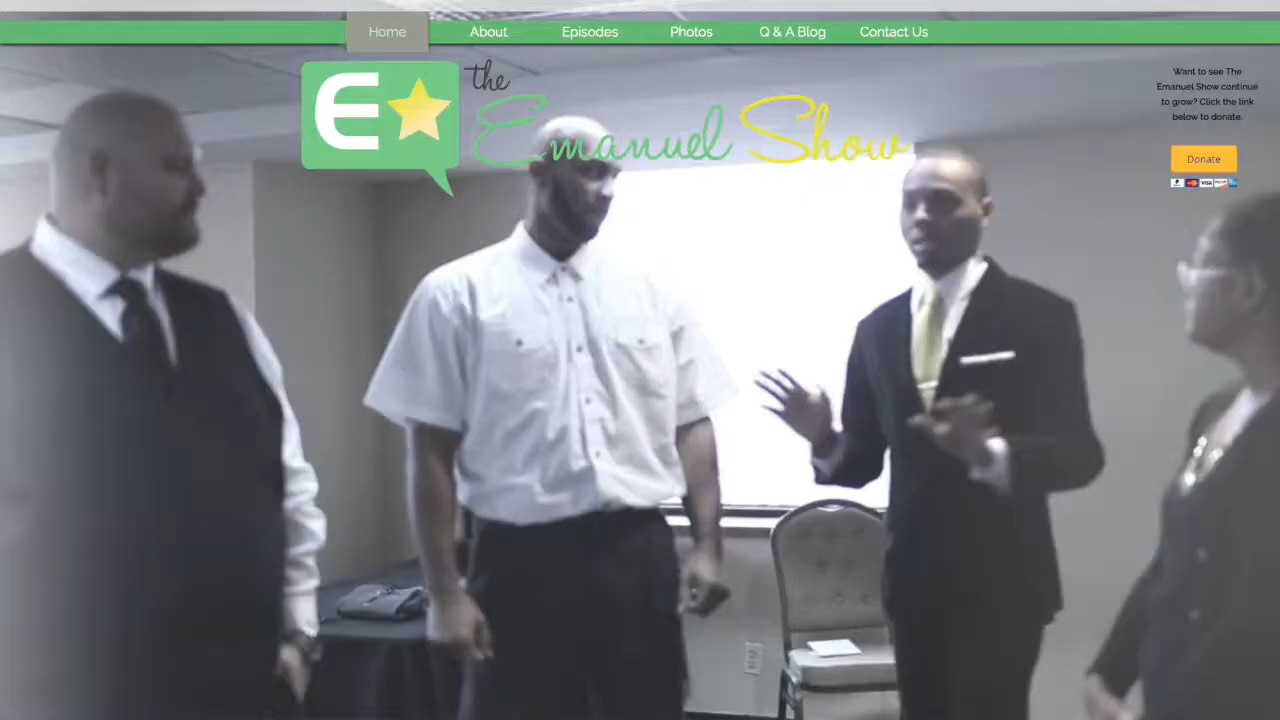 Home About Episodes Photos Q & A Blog Contact Us
E
the
Emanuel Show
Want to see The
Emanuel Show continue
to grow? Click the link
below to donate.
Donate
VISA